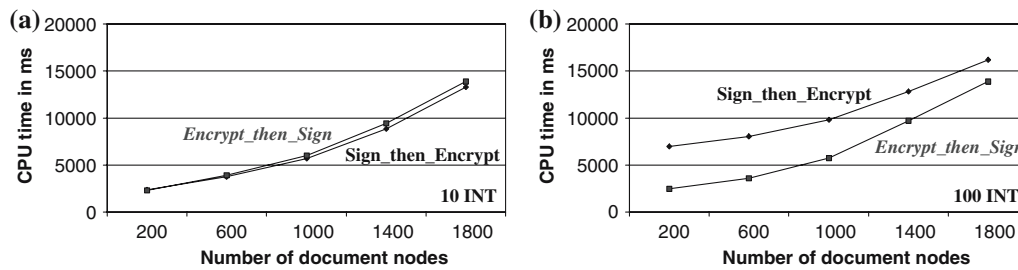 (a)
CPU time in ms
20000
15000
10000
5000
0
Encrypt_then_Sign
Sign_then_Encrypt
10 INT
200 600 1000 1400 1800
Number of document nodes
(b)
CPU time in ms
20000
15000
10000
5000
0
Sign_then_Encrypt
Encrypt_then_Sign
100 INT
200 600 1000 1400 1800
Number of document nodes